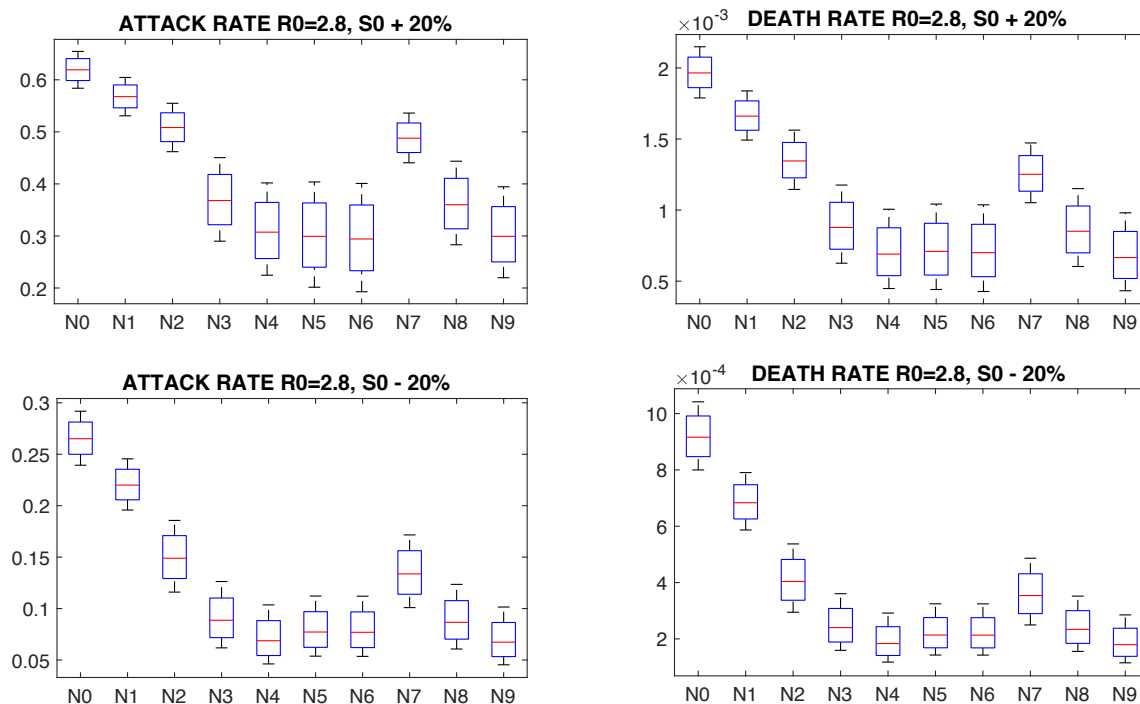 ATTACK RATE R0=2.8, S0 + 20%
0.6
0.5
0.4
0.3
0.2
N0 N1 N2 N3 N4 N5 N6 N7 N8 N9
×10⁻³
DEATH RATE R0=2.8, S0 + 20%
2
1.5
1
0.5
N0 N1 N2 N3 N4 N5 N6 N7 N8 N9
ATTACK RATE R0=2.8, S0 - 20%
0.3
0.25
0.2
0.15
0.1
0.05
N0 N1 N2 N3 N4 N5 N6 N7 N8 N9
×10⁻⁴
DEATH RATE R0=2.8, S0 - 20%
10
8
6
4
2
N0 N1 N2 N3 N4 N5 N6 N7 N8 N9